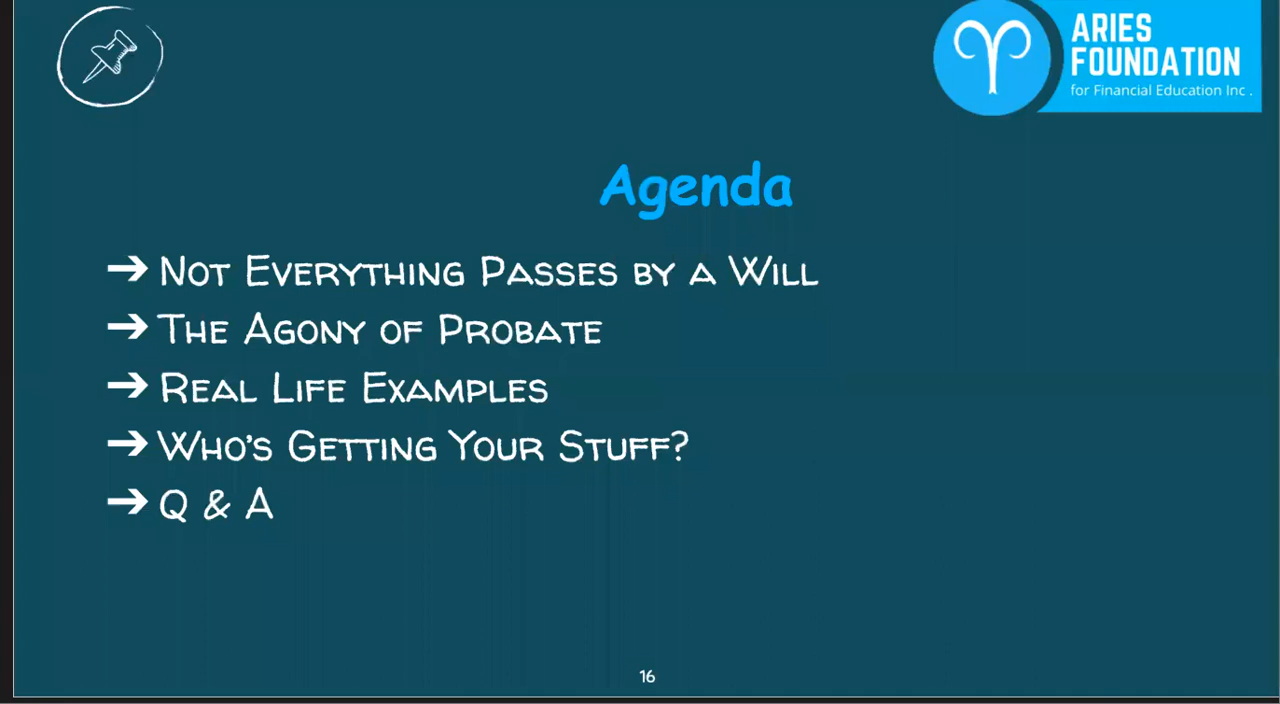 ARIES
FOUNDATION
for Financial Education Inc .
Agenda
➔ Not Everything Passes by a Will
➔ The Agony of Probate
➔ Real Life Examples
➔ Who's Getting Your Stuff?
➔ Q & A
16